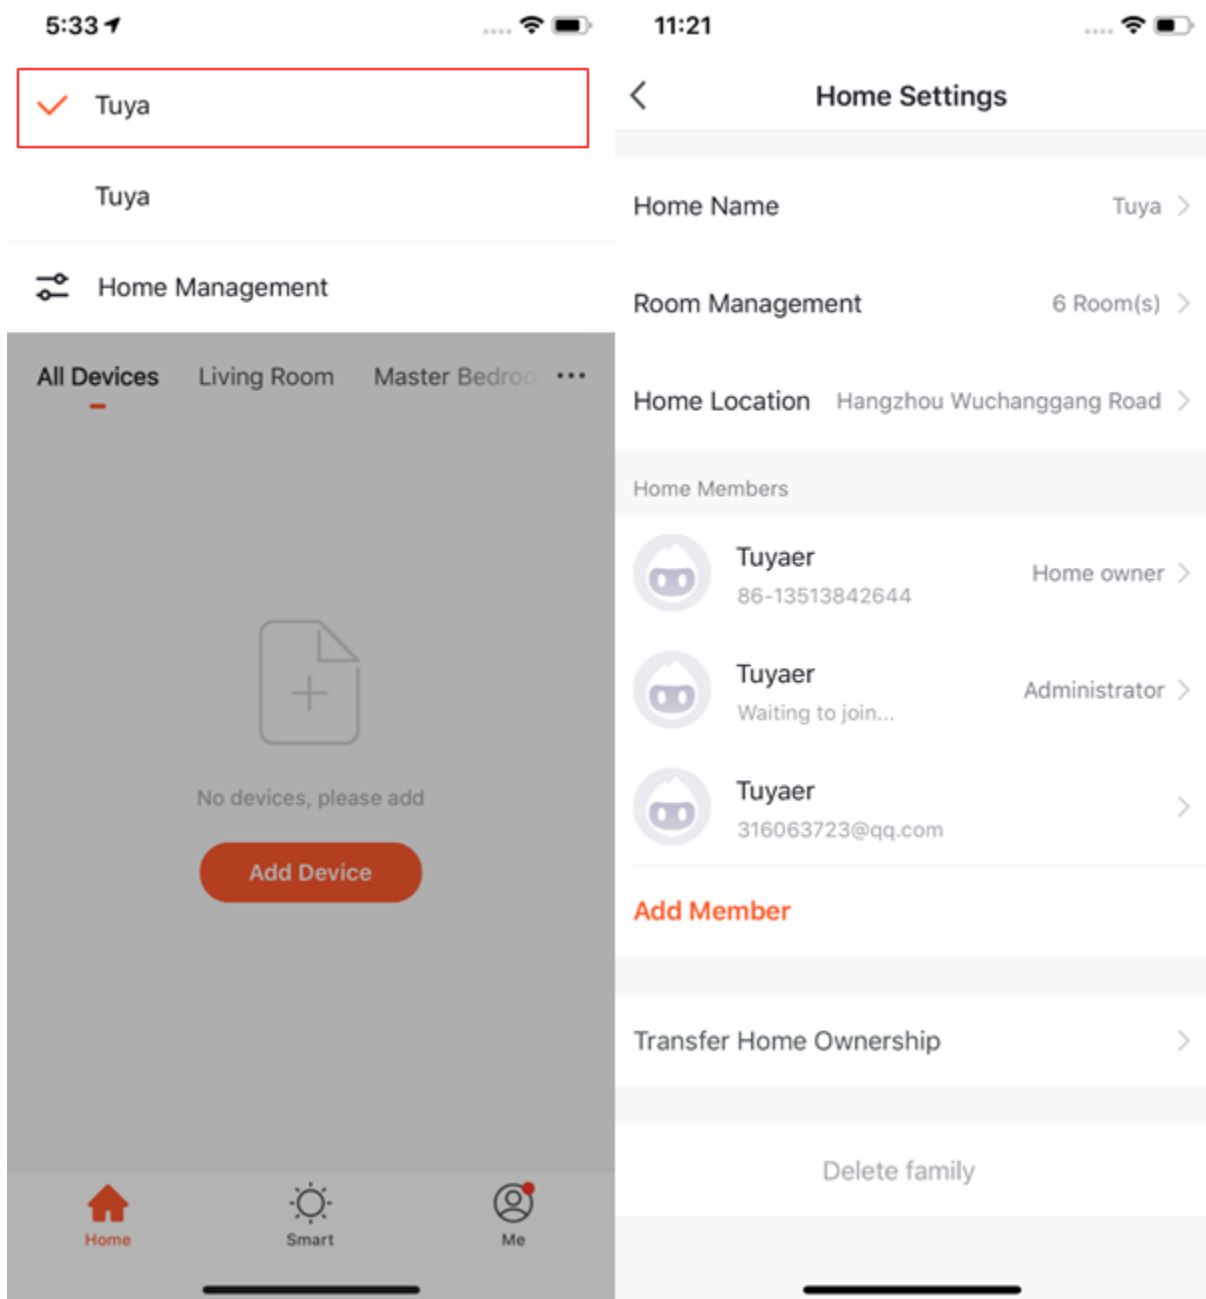 5:33
Tuya
Tuya
Home Management
All Devices Living Room Master Bedroo
No devices, please add
Add Device
Home Smart Me
11:21
Home Settings
Home Name Tuya
Room Management 6 Room(s)
Home Location Hangzhou Wuchanggang Road
Home Members
Tuyaer
86-13513842644
Home owner
Tuyaer
Waiting to join...
Administrator
Tuyaer
316063723@qq.com
Add Member
Transfer Home Ownership
Delete family